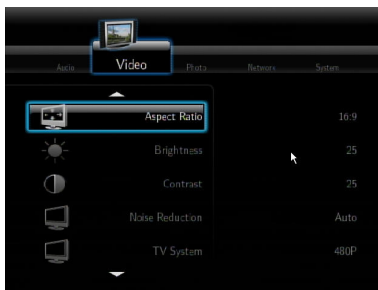 Audio Video Photo Network System
Aspect Ratio 16:9
Brightness 25
Contrast 25
Noise Reduction Auto
TV System 480P